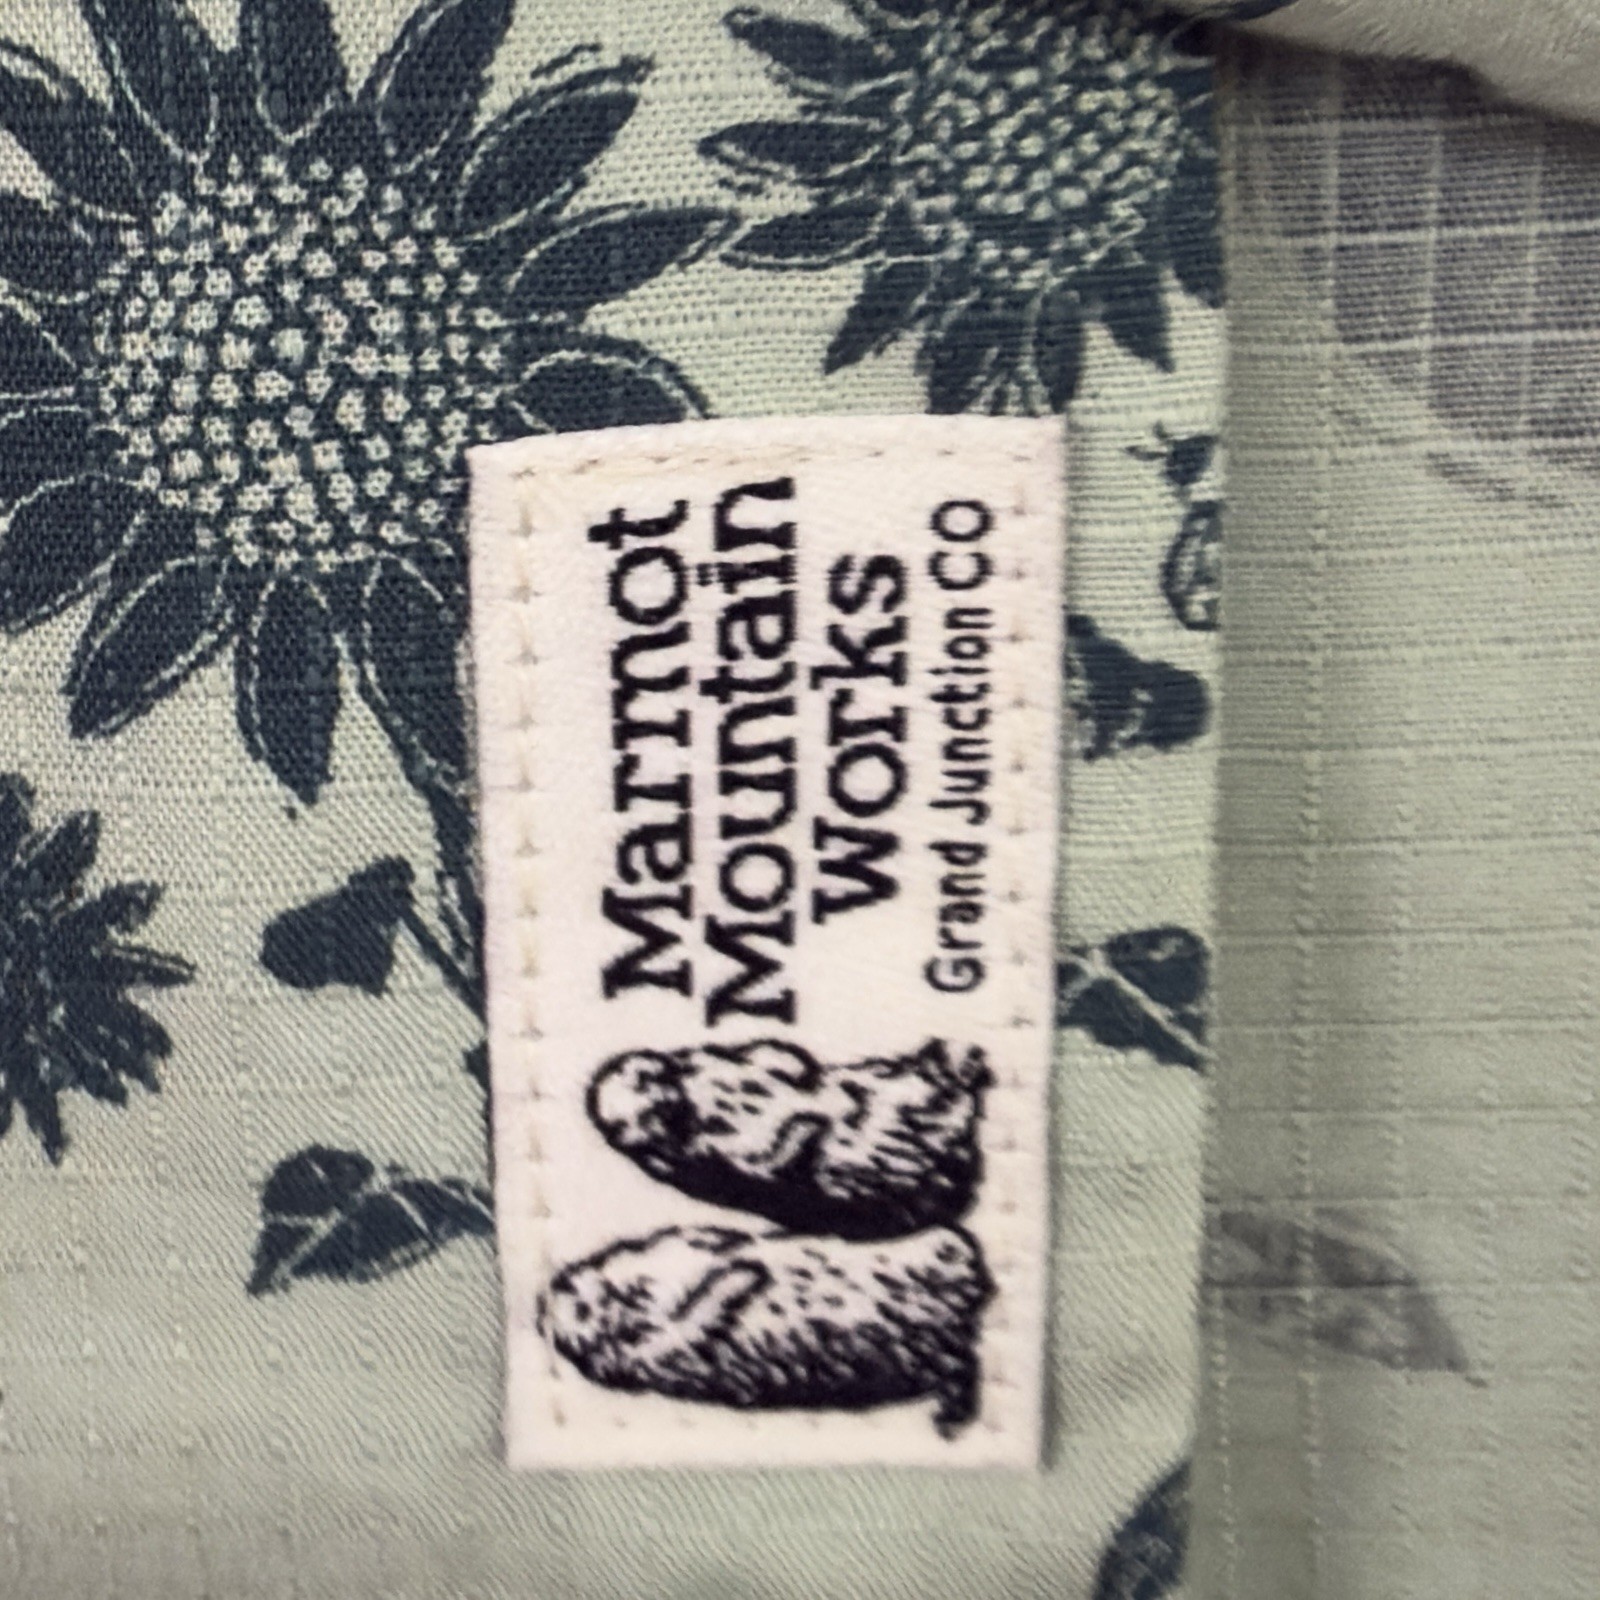 Marmot
Mountain
Works
Grand Junction CO